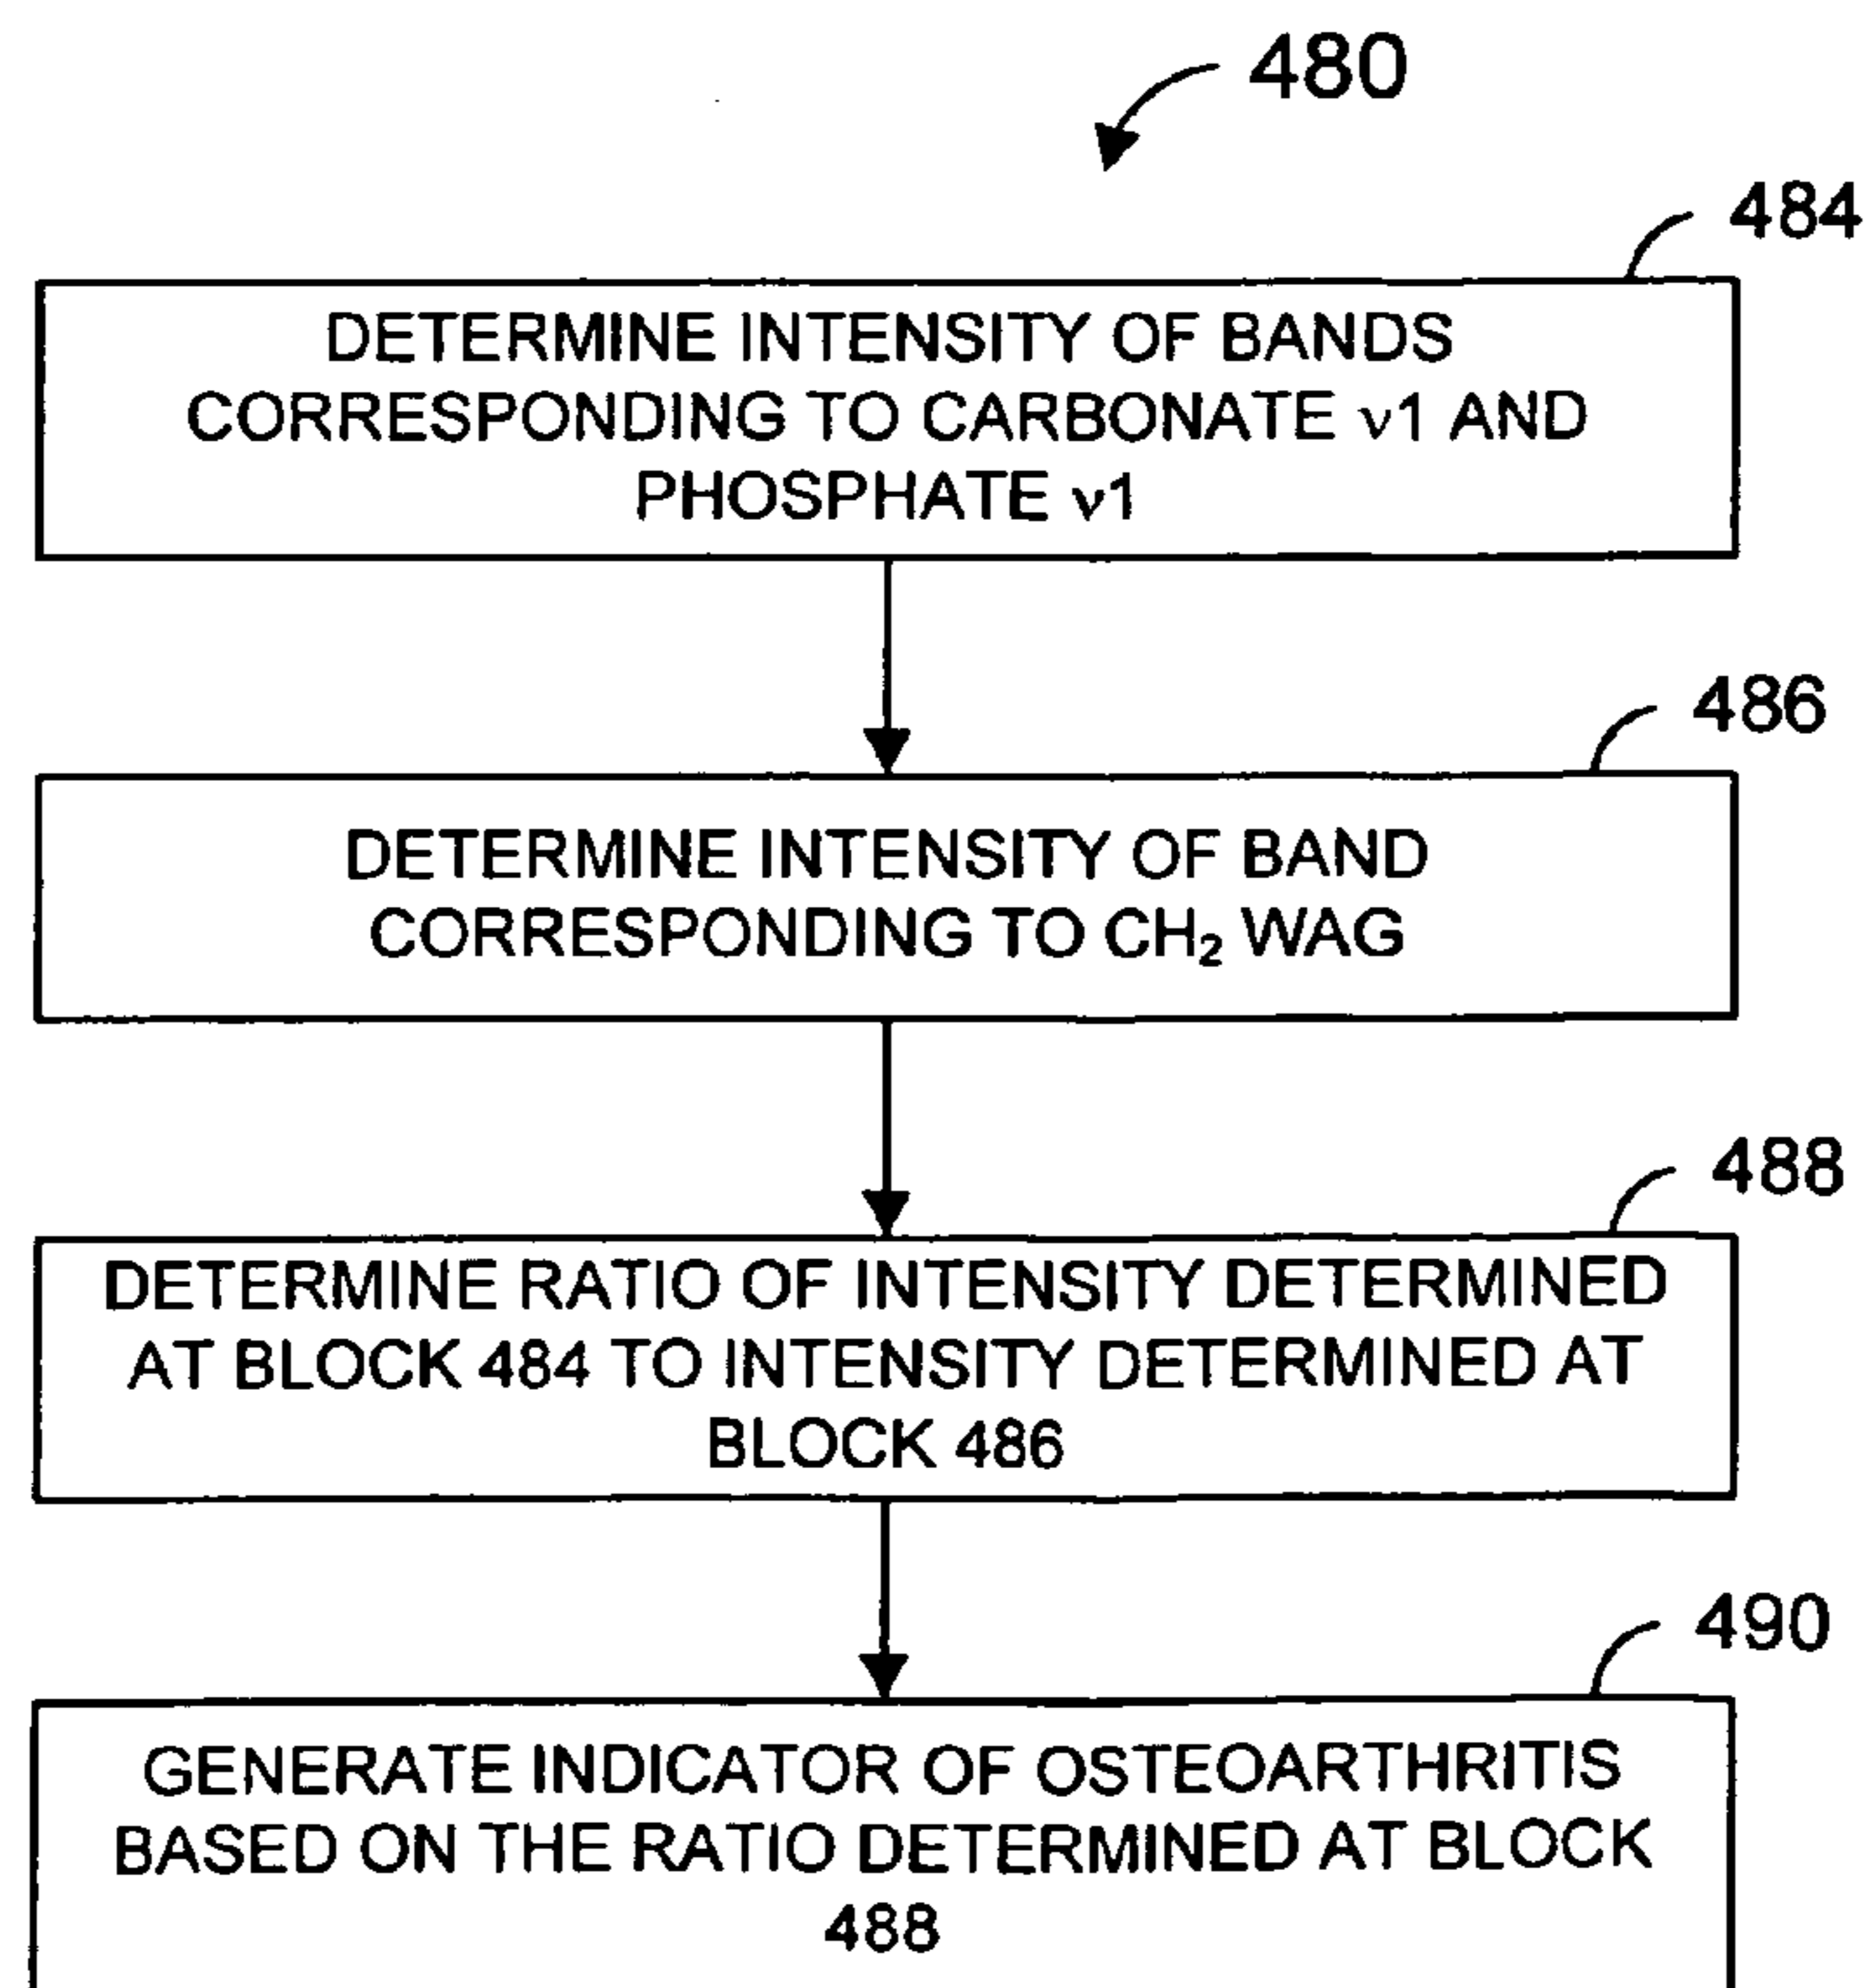 480
484
DETERMINE INTENSITY OF BANDS
CORRESPONDING TO CARBONATE ν1 AND
PHOSPHATE ν1
486
DETERMINE INTENSITY OF BAND
CORRESPONDING TO CH₂ WAG
488
DETERMINE RATIO OF INTENSITY DETERMINED
AT BLOCK 484 TO INTENSITY DETERMINED AT
BLOCK 486
490
GENERATE INDICATOR OF OSTEOARTHRITIS
BASED ON THE RATIO DETERMINED AT BLOCK
488